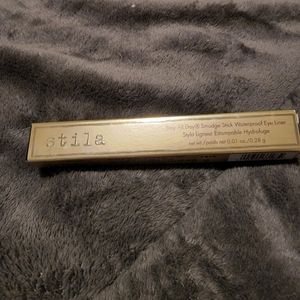 stila
Stay All Day® Smudge Stick Waterproof Eye Liner
Stylo Ligneur Estompable Hydrofuge
net wt./poids net 0.01 oz./0.28 g